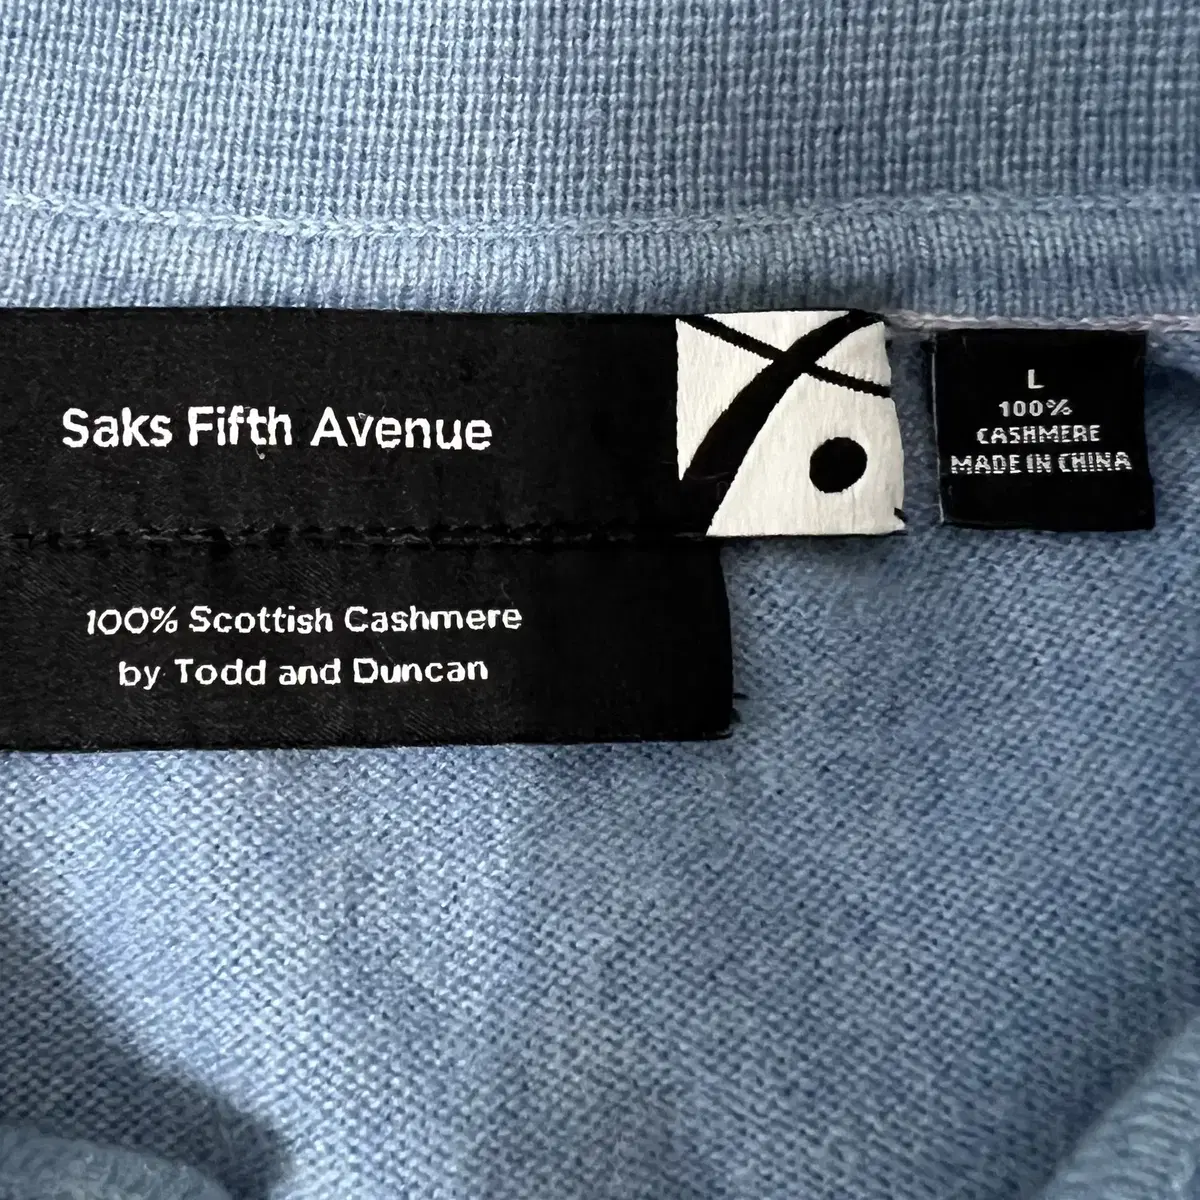 Saks Fifth Avenue
100% Scottish Cashmere
by Todd and Duncan
L
100%
CASHMERE
MADE IN CHINA